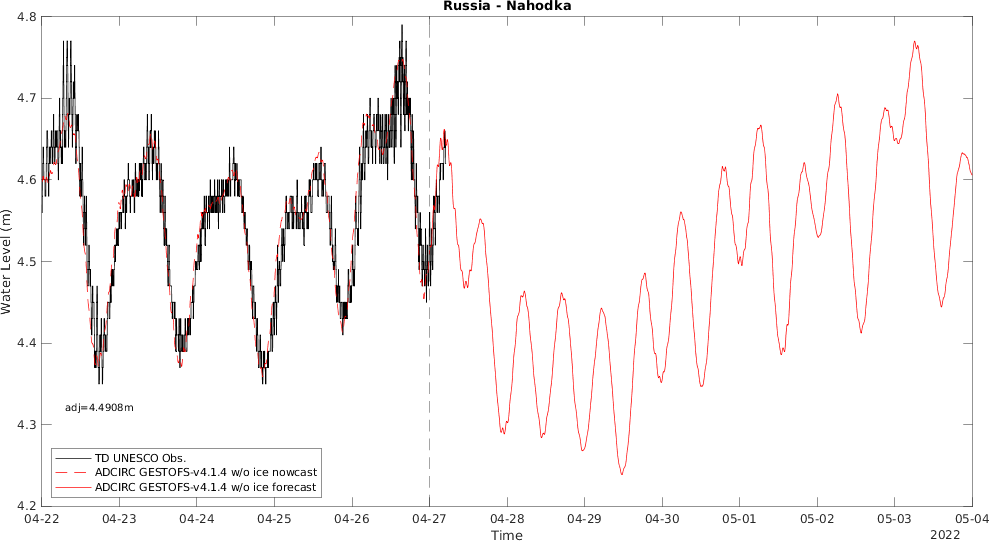 Russia - Nahodka
Water Level (m)
4.8
4.7
4.6
4.5
4.4
4.3
4.2
adj=4.4908m
TD UNESCO Obs.
ADCIRC GESTOFS-v4.1.4 w/o ice nowcast
ADCIRC GESTOFS-v4.1.4 w/o ice forecast
04-22 04-23 04-24 04-25 04-26 04-27 04-28 04-29 04-30 05-01 05-02 05-03 05-04
Time
2022